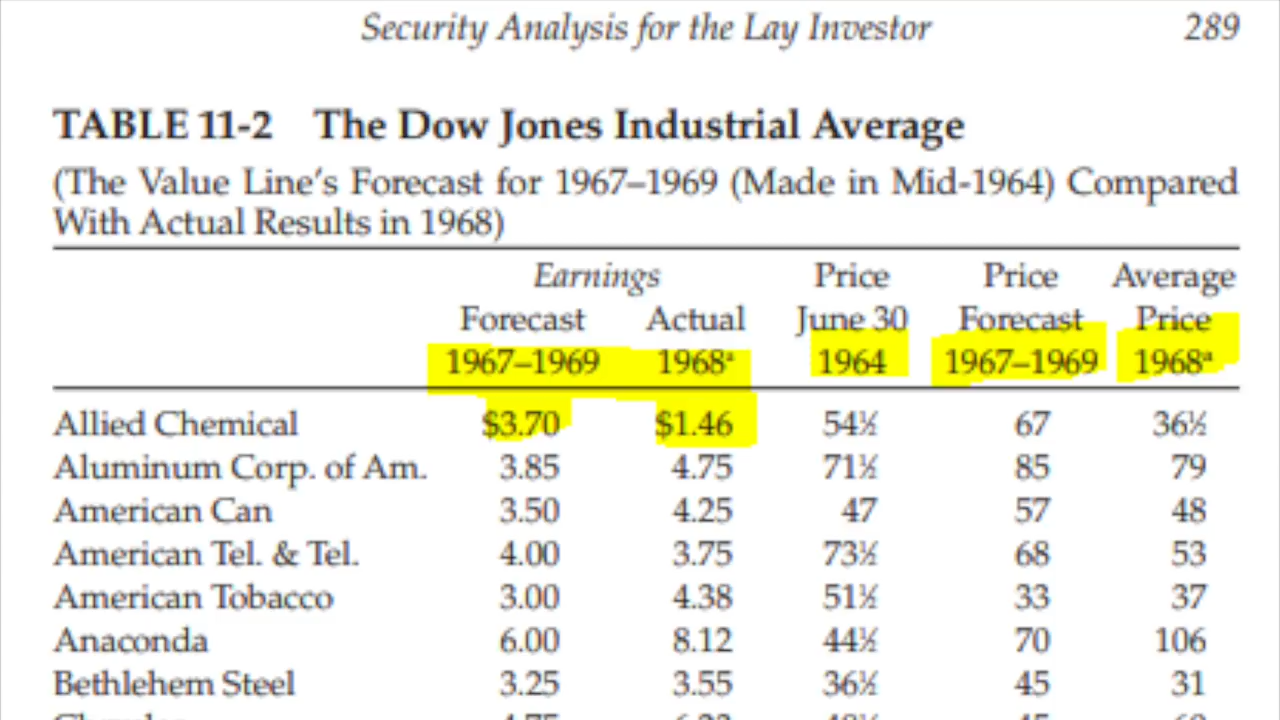 Security Analysis for the Lay Investor 289
TABLE 11-2 The Dow Jones Industrial Average
(The Value Line's Forecast for 1967–1969 (Made in Mid-1964) Compared
With Actual Results in 1968)
Earnings Price Price Average
Forecast Actual June 30 Forecast Price
1967–1969 1968ª 1964 1967–1969 1968ª
Allied Chemical $3.70 $1.46 54½ 67 36½
Aluminum Corp. of Am. 3.85 4.75 71½ 85 79
American Can 3.50 4.25 47 57 48
American Tel. & Tel. 4.00 3.75 73½ 68 53
American Tobacco 3.00 4.38 51½ 33 37
Anaconda 6.00 8.12 44½ 70 106
Bethlehem Steel 3.25 3.55 36½ 45 31